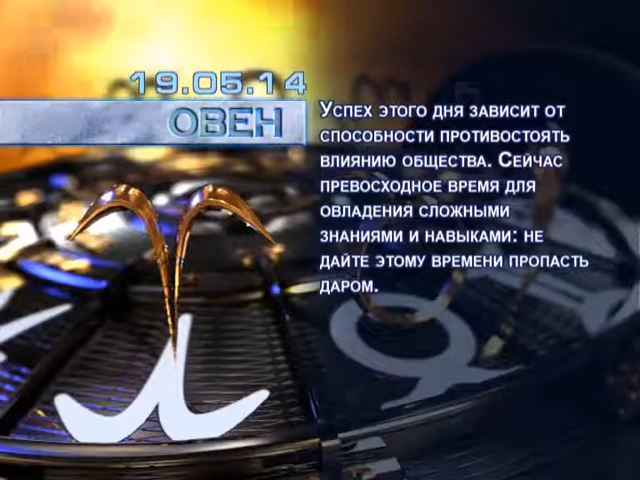 19.05.14
ОВЕН
Успех этого дня зависит от
способности противостоять
влиянию общества. Сейчас
превосходное время для
овладения сложными
знаниями и навыками: не
дайте этому времени пропасть
даром.